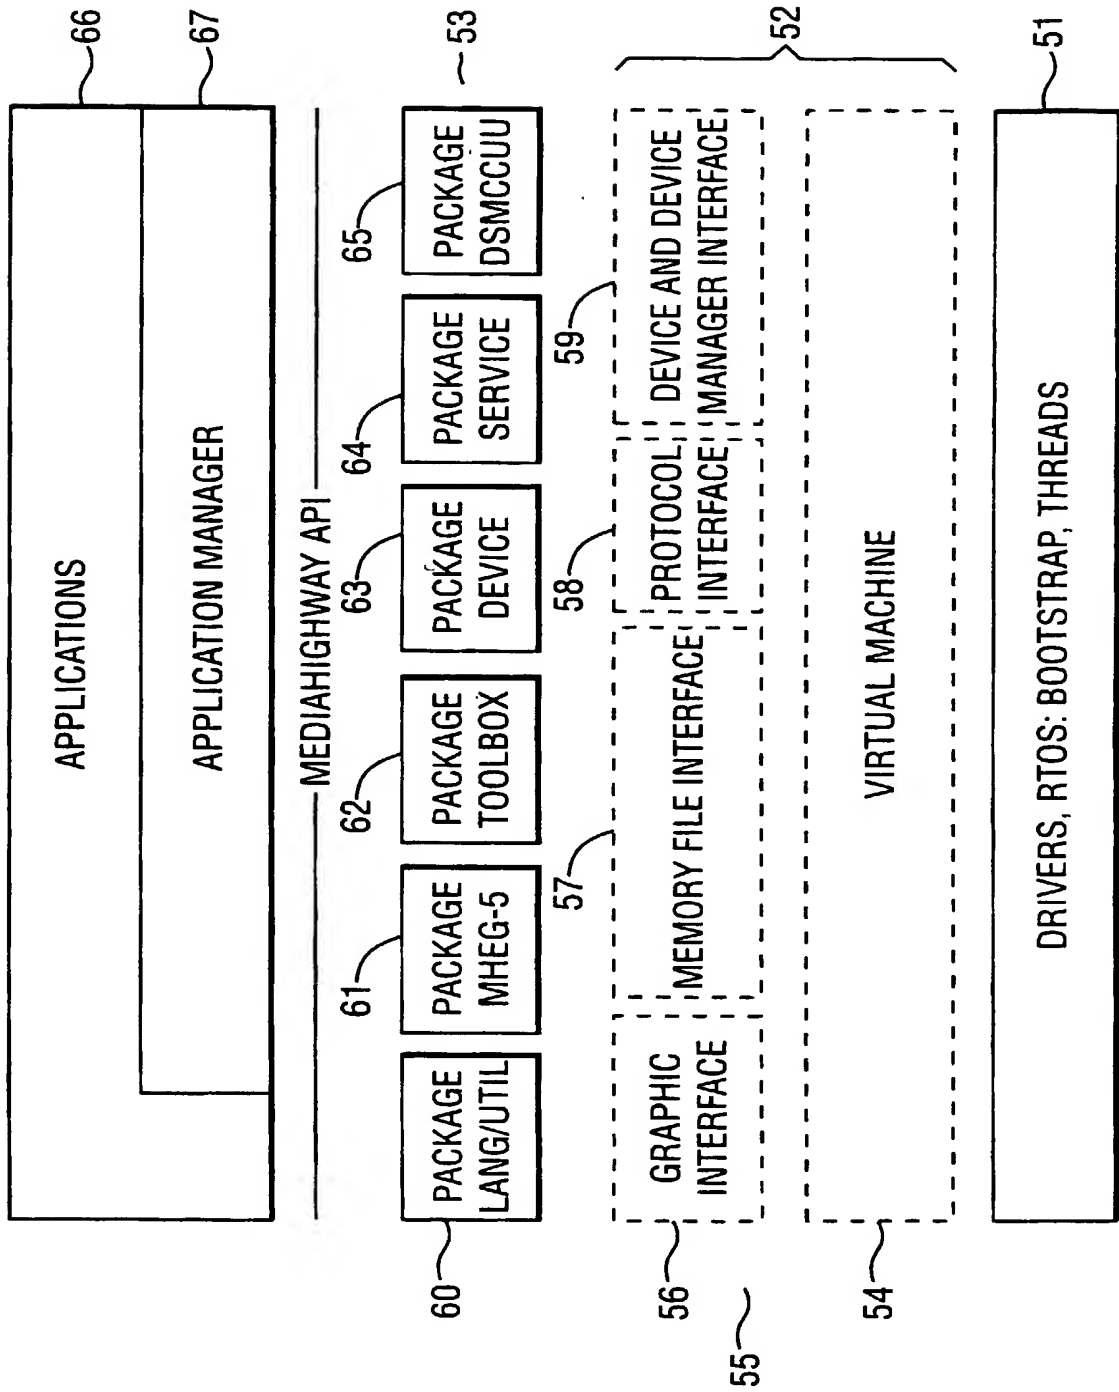 66
APPLICATIONS
67
APPLICATION MANAGER
MEDIAHIGHWAY API
53
60
PACKAGE
LANG/UTIL
61
PACKAGE
MHEG-5
62
PACKAGE
TOOLBOX
63
PACKAGE
DEVICE
64
PACKAGE
SERVICE
65
PACKAGE
DSMCCUU
52
56
GRAPHIC
INTERFACE
57
MEMORY FILE INTERFACE
58
PROTOCOL
INTERFACE
59
DEVICE AND DEVICE
MANAGER INTERFACE
55
54
VIRTUAL MACHINE
51
DRIVERS, RTOS: BOOTSTRAP, THREADS